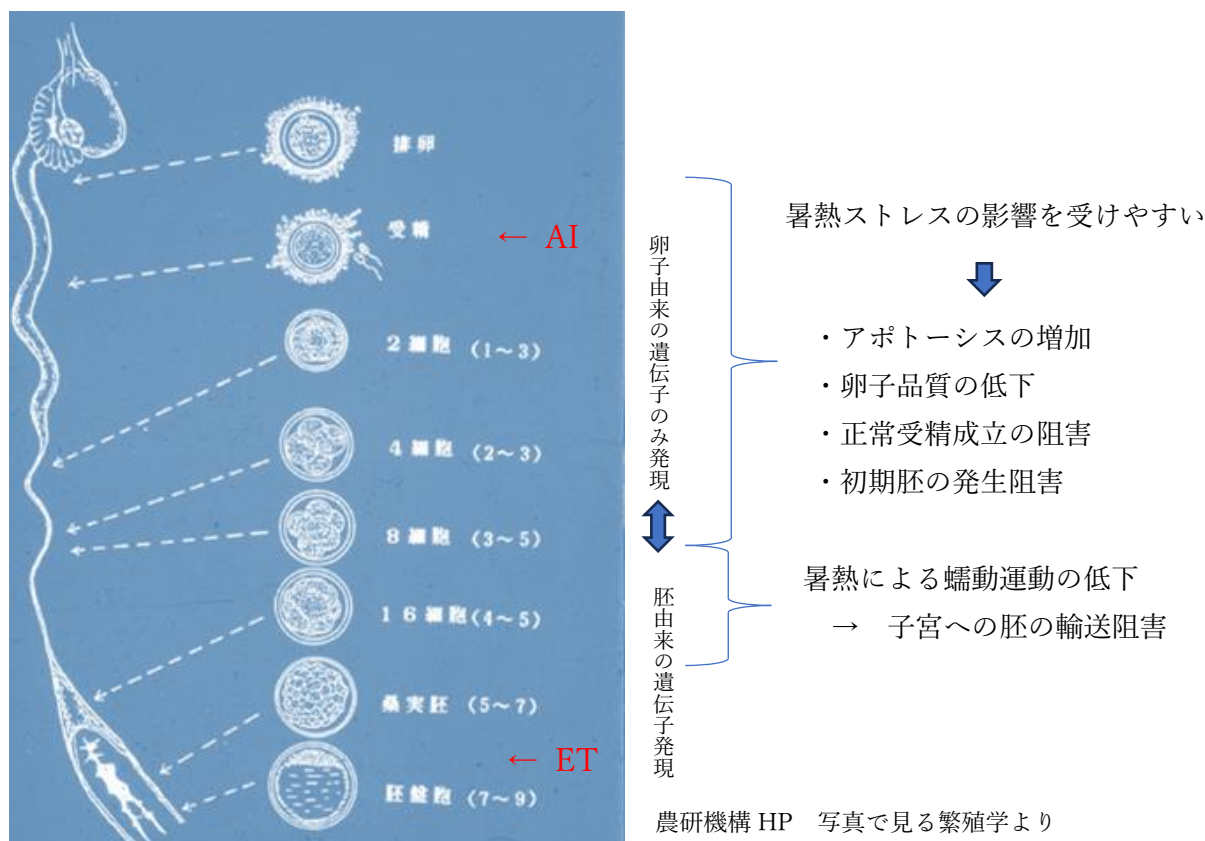 排卵
受精
← AI
2細胞 (1~3)
4細胞 (2~3)
8細胞 (3~5)
16細胞 (4~5)
桑実胚 (5~7)
← ET
胚盤胞 (7~9)
卵子由来の遺伝子のみ発現
胚由来の遺伝子発現
暑熱ストレスの影響を受けやすい
・アポトーシスの増加
・卵子品質の低下
・正常受精成立の阻害
・初期胚の発生阻害
暑熱による蠕動運動の低下
→ 子宮への胚の輸送阻害
農研機構 HP 写真で見る繁殖学より